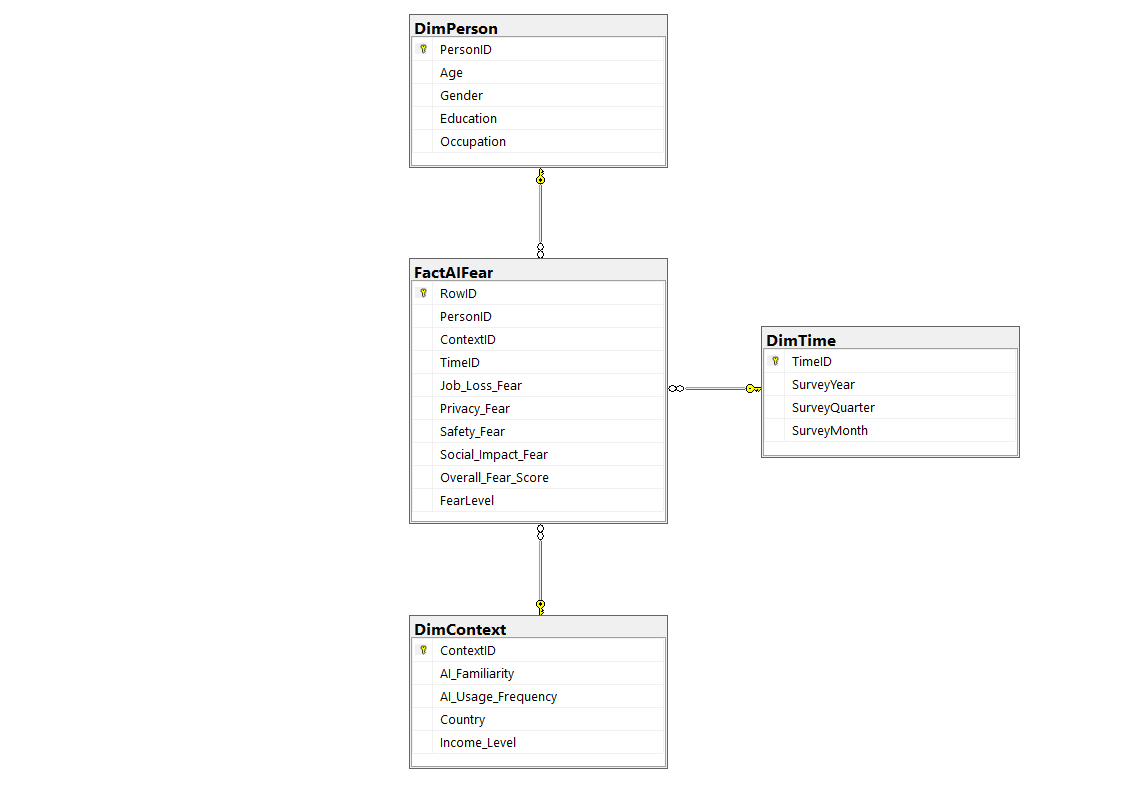 DimPerson
PersonID
Age
Gender
Education
Occupation
FactAIFear
RowID
PersonID
ContextID
TimeID
Job_Loss_Fear
Privacy_Fear
Safety_Fear
Social_Impact_Fear
Overall_Fear_Score
FearLevel
DimTime
TimeID
SurveyYear
SurveyQuarter
SurveyMonth
DimContext
ContextID
AI_Familiarity
AI_Usage_Frequency
Country
Income_Level